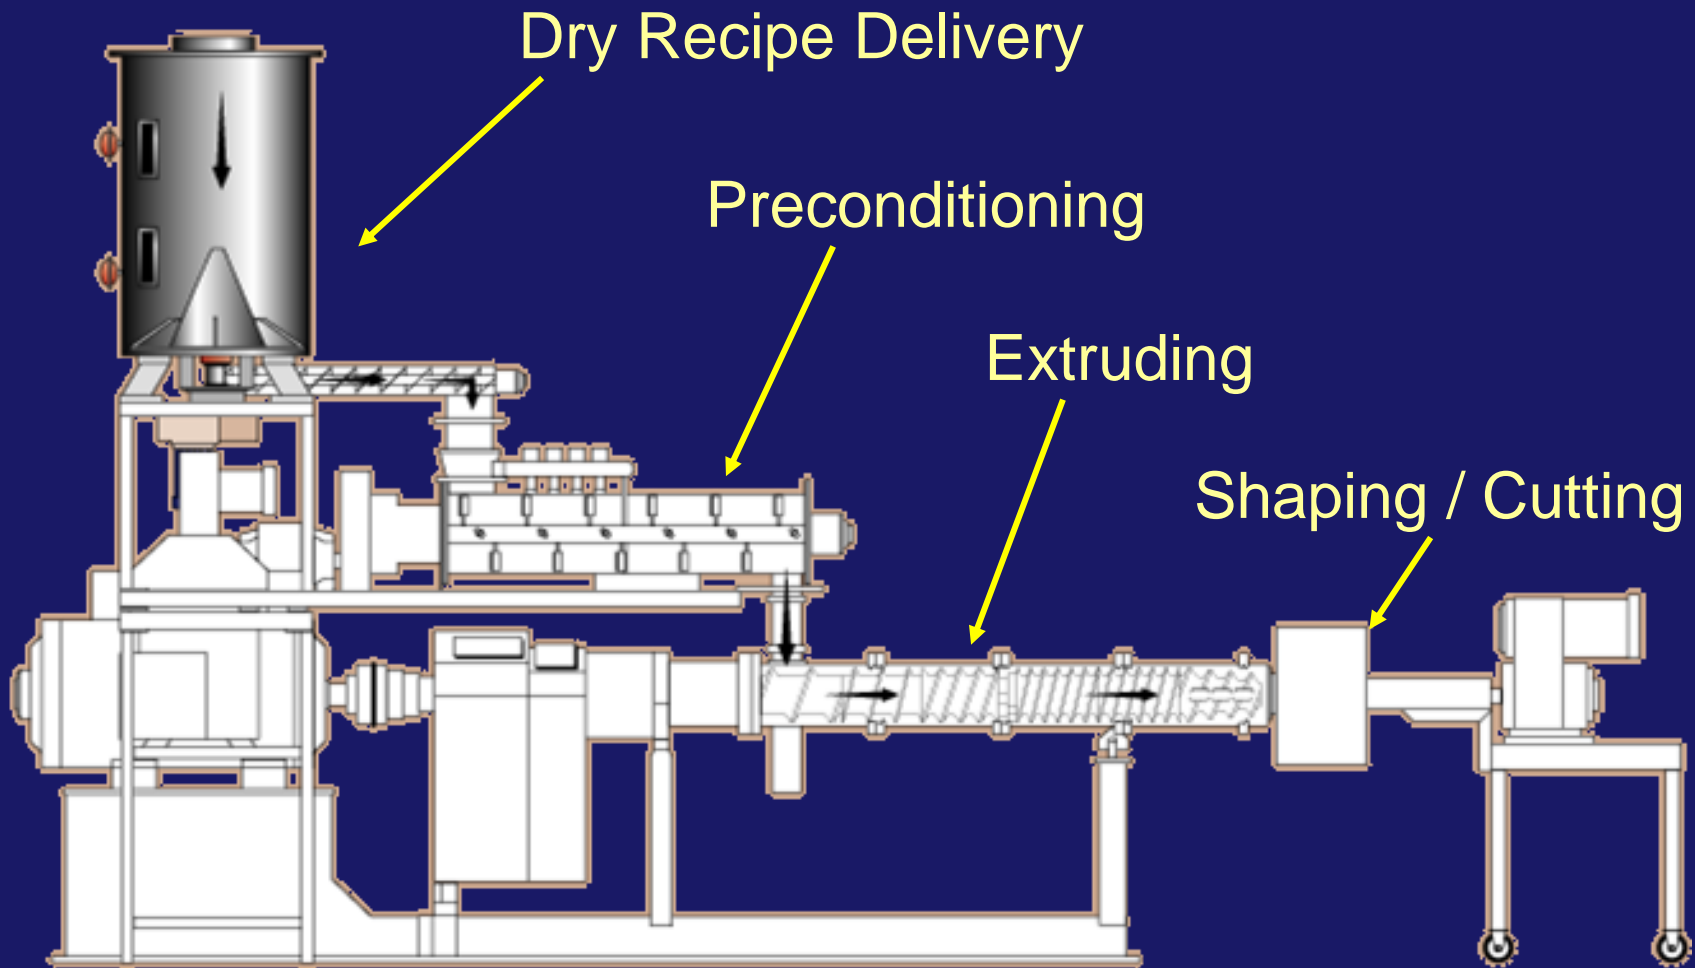 Dry Recipe Delivery
Preconditioning
Extruding
Shaping / Cutting